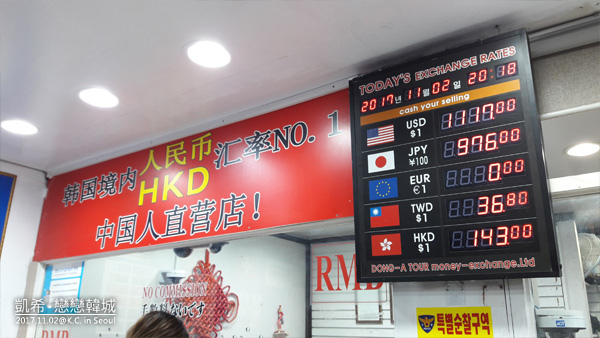 韩国境内人民币汇率NO. 1
HKD
中国人直营店!
TODAY'S EXCHANGE RATES
2017년 11월 02일 20:18
cash your selling
USD $1 1111.00
JPY ¥100 976.00
EUR €1 0.00
TWD $1 36.80
HKD $1 143.00
DONG-A TOUR money-exchange.Ltd
NO COMMISSION
RMB
RMB
특별순찰구역
凱希·戀戀韓城
2017.11.02@K.C. in Seoul